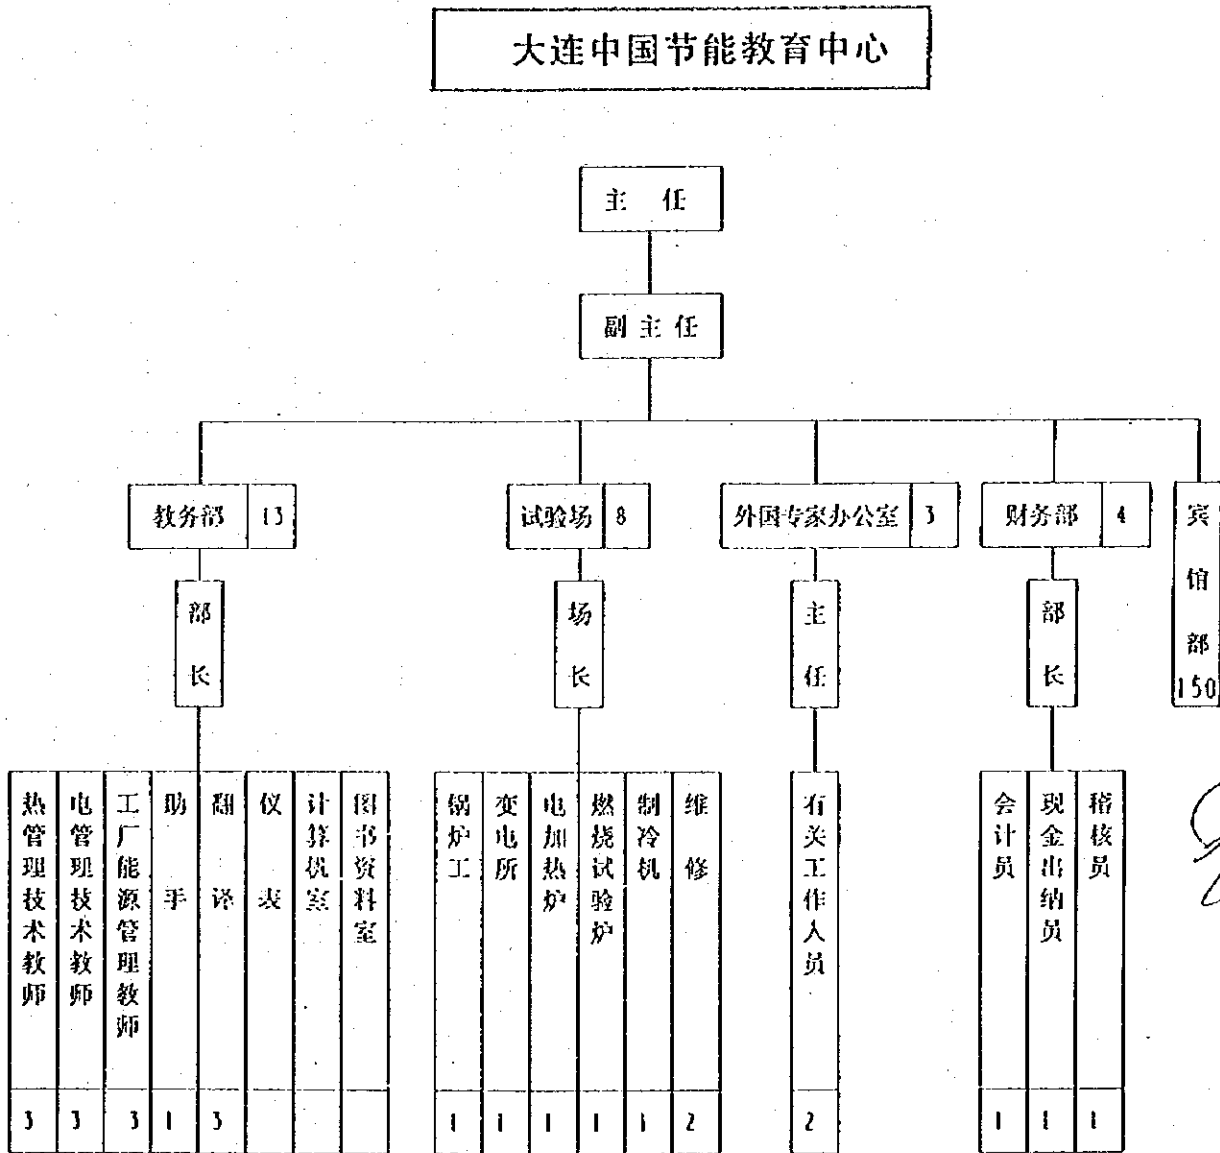 大连中国节能教育中心
主 任
副 主 任
教务部 13
试验场 8
外国专家办公室 3
财务部 4
宾馆部 150
部长
场长
主任
部长
热管理技术教师 3
电管理技术教师 3
工厂能源管理教师 3
助手 1
翻译 3
仪表
计算机室
图书资料室
锅炉工 1
变电所 1
电加热炉 1
燃烧试验炉 1
制冷机 1
维修 2
有关工作人员 2
会计员 1
现金出纳员 1
稽核员 1